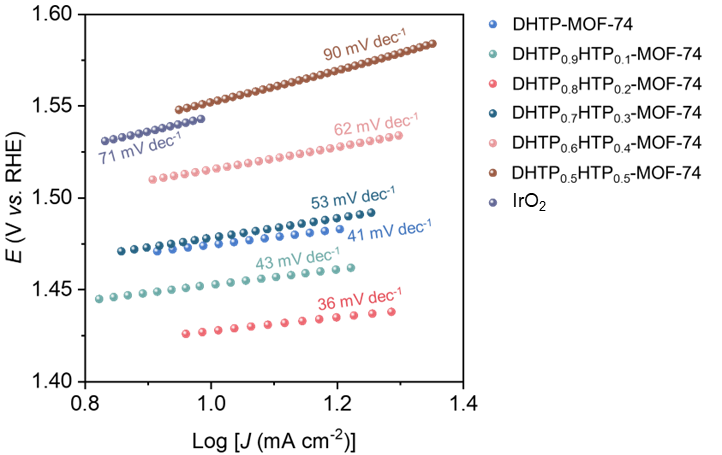 1.60
1.55
1.50
1.45
1.40
E (V vs. RHE)
0.8
1.0
1.2
1.4
Log [J (mA cm⁻²)]
90 mV dec⁻¹
71 mV dec⁻¹
62 mV dec⁻¹
53 mV dec⁻¹
41 mV dec⁻¹
43 mV dec⁻¹
36 mV dec⁻¹
DHTP-MOF-74
DHTP₀.₉HTP₀.₁-MOF-74
DHTP₀.₈HTP₀.₂-MOF-74
DHTP₀.₇HTP₀.₃-MOF-74
DHTP₀.₆HTP₀.₄-MOF-74
DHTP₀.₅HTP₀.₅-MOF-74
IrO₂